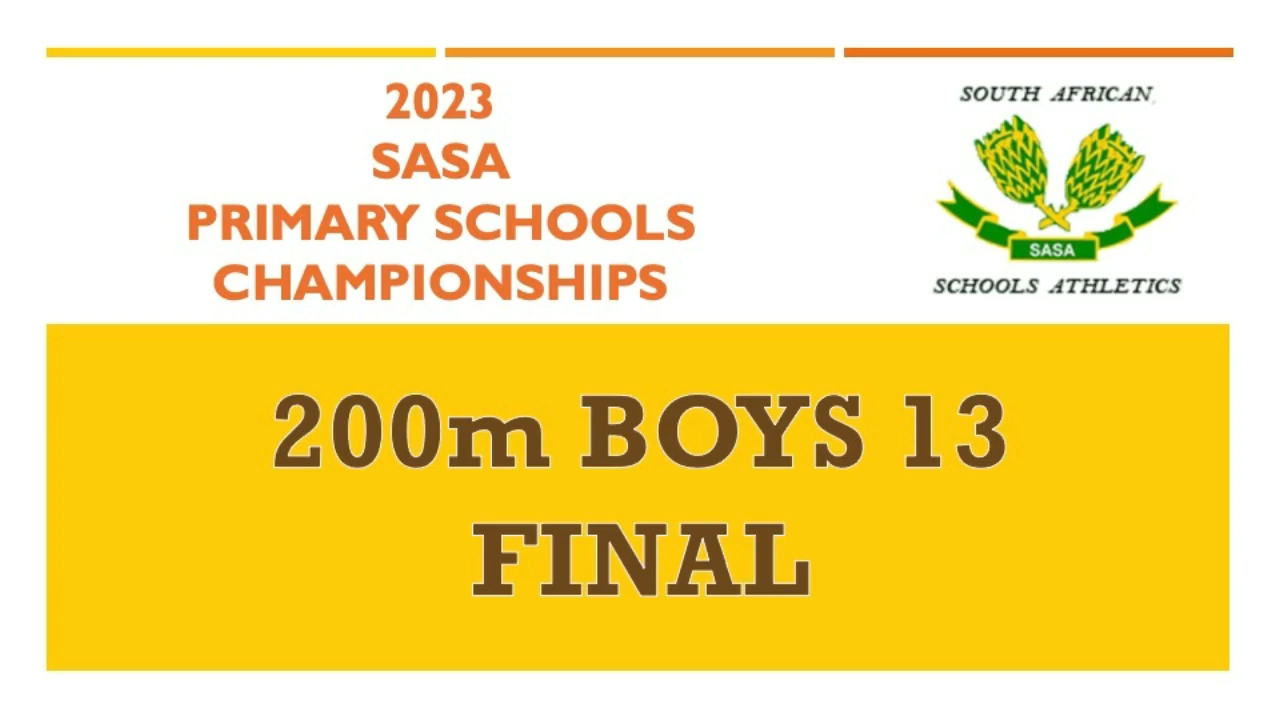 2023
SASA
PRIMARY SCHOOLS
CHAMPIONSHIPS
SOUTH AFRICAN
SASA
SCHOOLS ATHLETICS
200m BOYS 13
FINAL